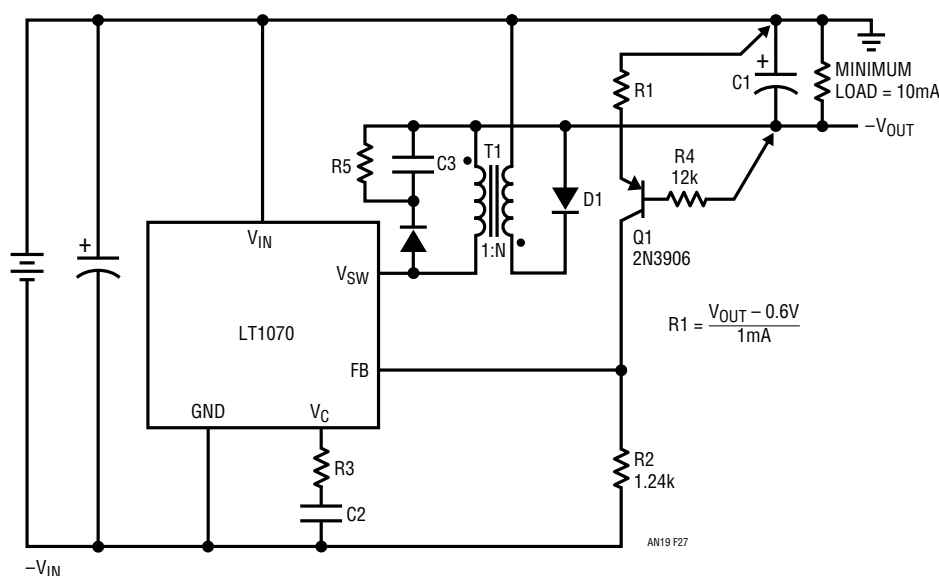 +
C1
MINIMUM
LOAD = 10mA
R1
–VOUT
R5
C3
T1
1:N
D1
R4
12k
Q1
2N3906
+
VIN
VSW
LT1070
FB
GND
VC
R1 = VOUT – 0.6V
1mA
R3
C2
R2
1.24k
AN19 F27
–VIN